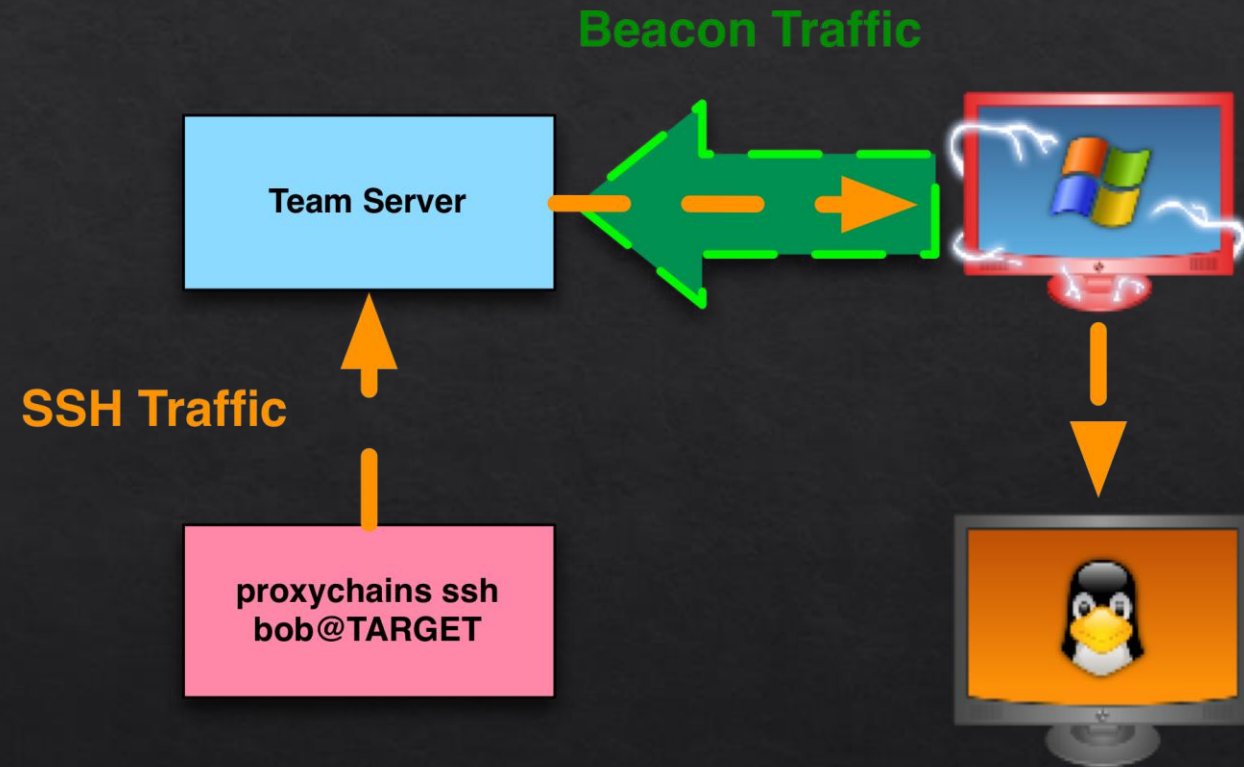 Beacon Traffic
Team Server
SSH Traffic
proxychains ssh
bob@TARGET